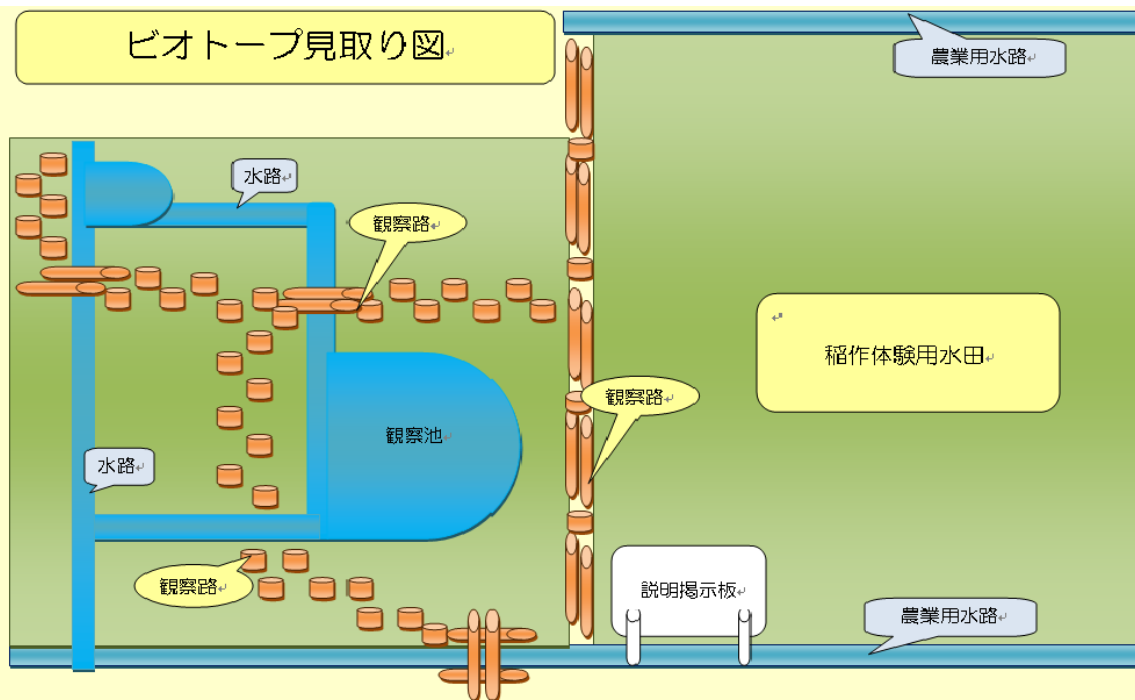 ビオトープ見取り図
農業用水路
水路
観察路
稲作体験用水田
観察路
観察池
水路
観察路
説明掲示板
農業用水路